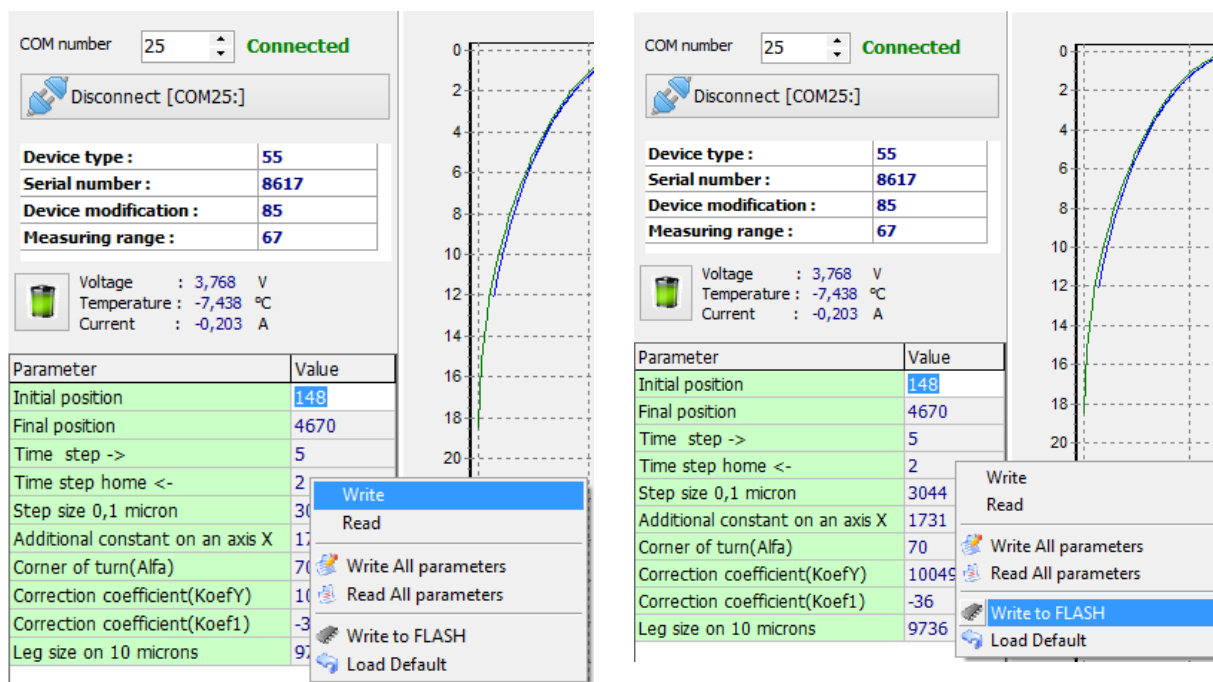 COM number 25 Connected
Disconnect [COM25:]
Device type : 55
Serial number : 8617
Device modification : 85
Measuring range : 67
Voltage : 3,768 V
Temperature : -7,438 ºC
Current : -0,203 A
Parameter Value
Initial position 148
Final position 4670
Time step -> 5
Time step home <- 2
Step size 0,1 micron 30
Additional constant on an axis X 17
Corner of turn(Alfa) 70
Correction coefficient(KoefY) 10
Correction coefficient(Koef1) -3
Leg size on 10 microns 97
Write
Read
Write All parameters
Read All parameters
Write to FLASH
Load Default
0
2
4
6
8
10
12
14
16
18
20
COM number 25 Connected
Disconnect [COM25:]
Device type : 55
Serial number : 8617
Device modification : 85
Measuring range : 67
Voltage : 3,768 V
Temperature : -7,438 ºC
Current : -0,203 A
Parameter Value
Initial position 148
Final position 4670
Time step -> 5
Time step home <- 2
Step size 0,1 micron 3044
Additional constant on an axis X 1731
Corner of turn(Alfa) 70
Correction coefficient(KoefY) 10049
Correction coefficient(Koef1) -36
Leg size on 10 microns 9736
Write
Read
Write All parameters
Read All parameters
Write to FLASH
Load Default
0
2
4
6
8
10
12
14
16
18
20